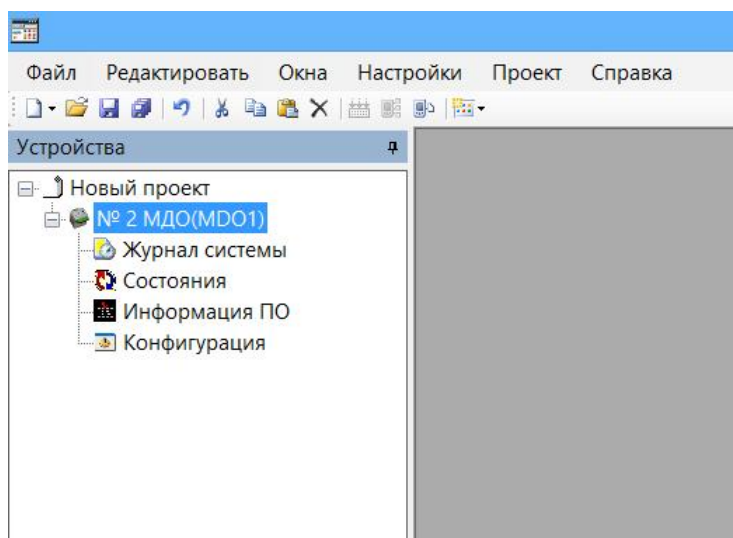 Файл Редактировать Окна Настройки Проект Справка
Устройства
Новый проект
№ 2 МДО(MDO1)
Журнал системы
Состояния
Информация ПО
Конфигурация